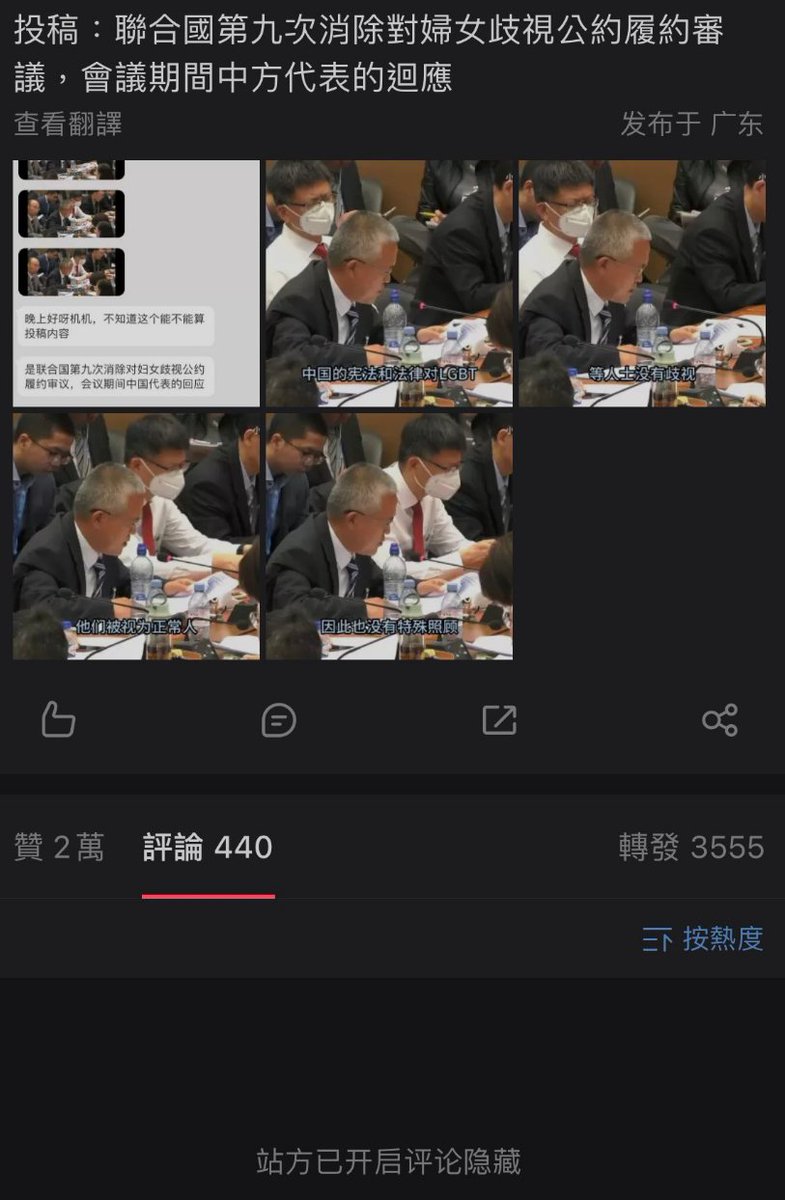 投稿：聯合國第九次消除對婦女歧視公約履約審
議，會議期間中方代表的迴應
查看翻譯
发布于 广东
晚上好呀机机，不知道这个能不能算
投稿内容
是联合国第九次消除对妇女歧视公约
履约审议，会议期间中国代表的回应
中国的宪法和法律对LGBT
等人士没有歧视
他们被视为正常人
因此也没有特殊照顾
贊 2萬
評論 440
轉發 3555
按熱度
站方已开启评论隐藏